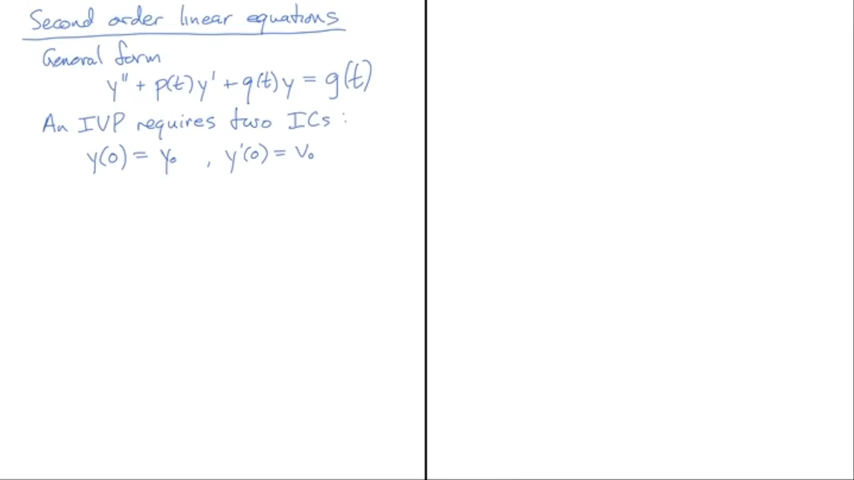 Second order linear equations
General form
y'' + p(t)y' + q(t)y = g(t)
An IVP requires two ICs :
y(0) = y₀ , y'(0) = v₀